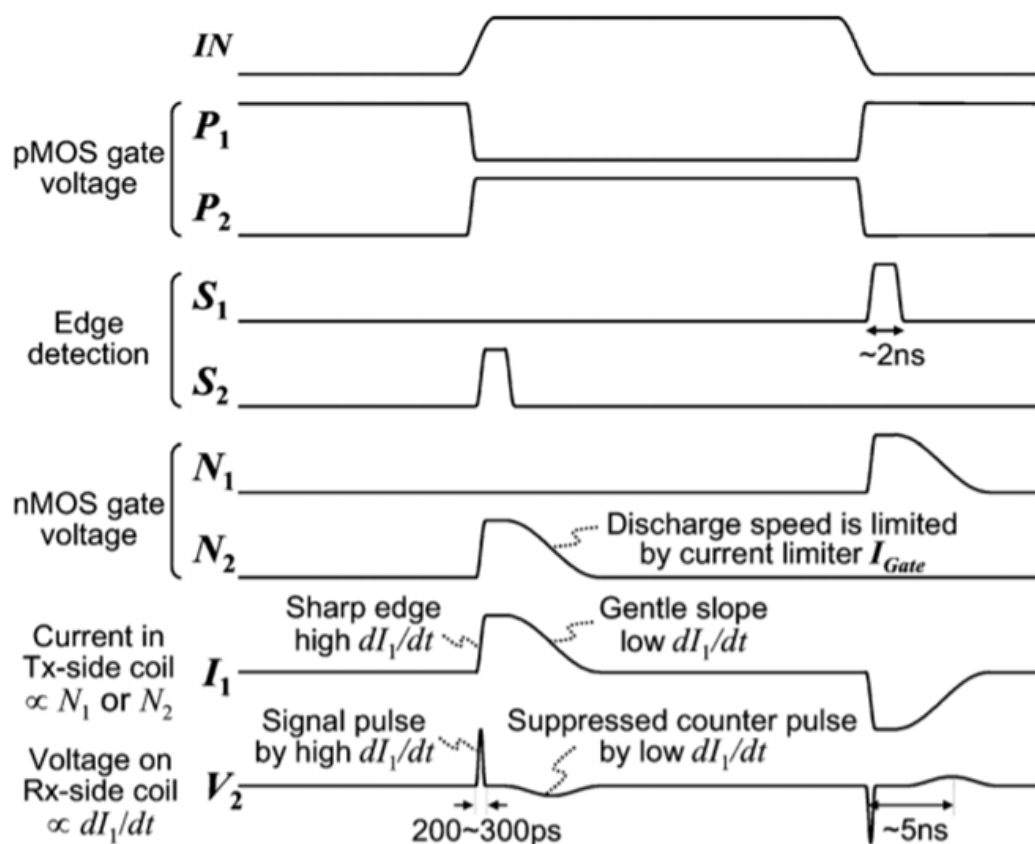 IN
pMOS gate
voltage
P₁
P₂
Edge
detection
S₁
~2ns
S₂
nMOS gate
voltage
N₁
N₂
Discharge speed is limited
by current limiter I_Gate
Current in
Tx-side coil
∝ N₁ or N₂
I₁
Sharp edge
high dI₁/dt
Gentle slope
low dI₁/dt
Voltage on
Rx-side coil
∝ dI₁/dt
V₂
Signal pulse
by high dI₁/dt
Suppressed counter pulse
by low dI₁/dt
200~300ps
~5ns